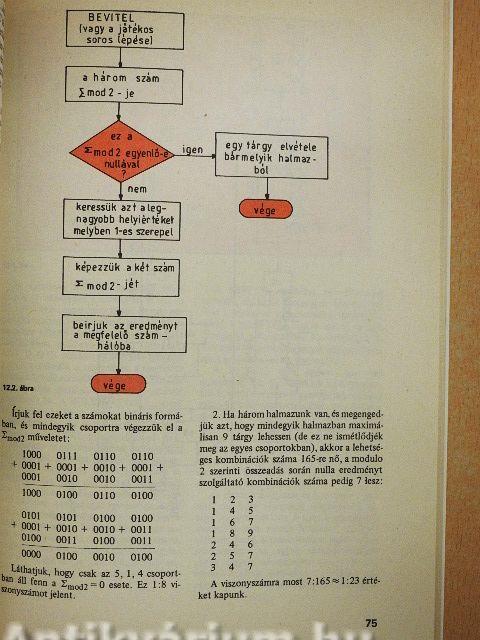 BEVITEL
(vagy a játékos
soros lépése)
a három szám
Σmod2-je
ez a
Σmod2 egyenlő-e
nullával
?
igen
egy tárgy elvétele
bármelyik halmaz-
ból
vége
nem
keressük azt a leg-
nagyobb helyiértéket
melyben 1-es szerepel
képezzük a két szám
Σmod2-jét
beirjuk az eredményt
a megfelelő szám-
hálóba
vége
12.2. ábra
Írjuk fel ezeket a számokat bináris formá-
ban, és mindegyik csoportra végezzük el a
Σmod2 műveletet:
1000 0111 0110 0110
+ 0001 + 0001 + 0010 + 0001 +
0001 0010 0010 0011
1000 0100 0110 0100
0101 0101 0100 0100
+ 0001 + 0010 + 0010 + 0011
0100 0011 0100 0011
0000 0100 0010 0100
Láthatjuk, hogy csak az 5, 1, 4 csoport-
ban áll fenn a Σmod2 = 0 esete. Ez 1:8 vi-
szonyszámot jelent.
2. Ha három halmazunk van, és megenged-
jük azt, hogy mindegyik halmazban maximá-
lisan 9 tárgy lehessen (de ez ne ismétlődjék
meg az egyes csoportokban), akkor a lehetsé-
ges kombinációk száma 165-re nő, a modulo
2 szerinti összeadás során nulla eredményt
szolgáltató kombinációk száma pedig 7 lesz:
1 2 3
1 4 5
1 6 7
1 8 9
2 4 6
2 5 7
3 4 7
A viszonyszámra most 7:165≈1:23 érté-
ket kapunk.
75
Antikvárium.hu